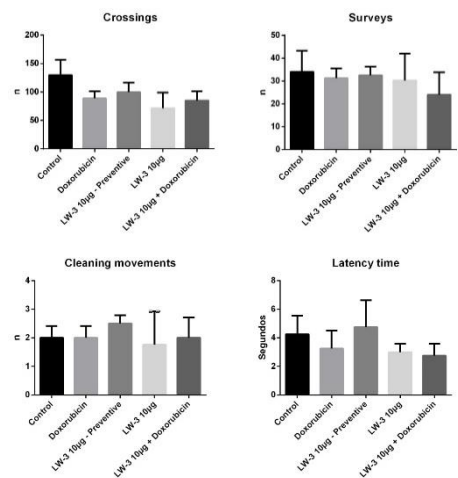 Crossings
200
150
100
50
0
n
Control
Doxorubicin
LW-3 10µg - Preventive
LW-3 10µg
LW-3 10µg + Doxorubicin
Surveys
50
40
30
20
10
0
n
Control
Doxorubicin
LW-3 10µg - Preventive
LW-3 10µg
LW-3 10µg + Doxorubicin
Cleaning movements
4
3
2
1
0
n
Control
Doxorubicin
LW-3 10µg - Preventive
LW-3 10µg
LW-3 10µg + Doxorubicin
Latency time
8
6
4
2
0
Segundos
Control
Doxorubicin
LW-3 10µg - Preventive
LW-3 10µg
LW-3 10µg + Doxorubicin